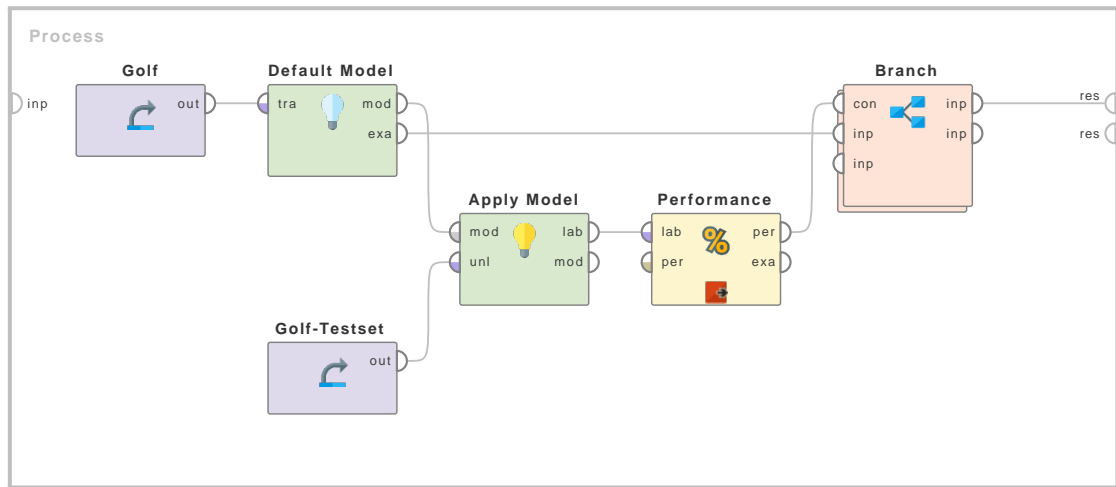 Process
Golf
Default Model
Branch
inp
out
tra
mod
exa
con
inp
inp
inp
inp
res
res
Apply Model
Performance
mod
lab
unl
mod
lab
per
per
exa
%
Golf-Testset
out